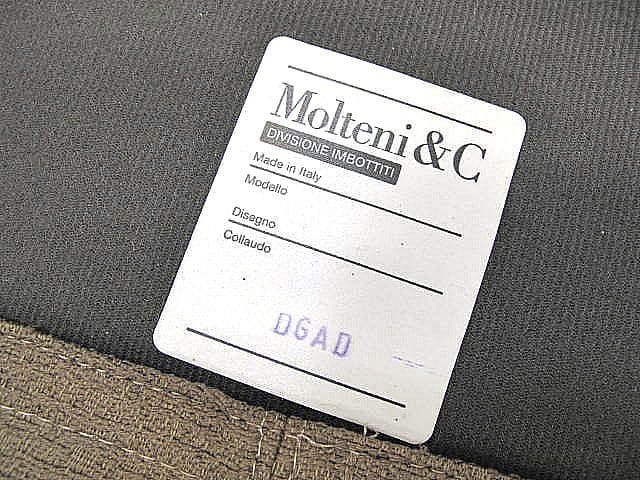 Molteni & C
DIVISIONE IMBOTTITI
Made in Italy
Modello
Disegno
Collaudo
DGAD